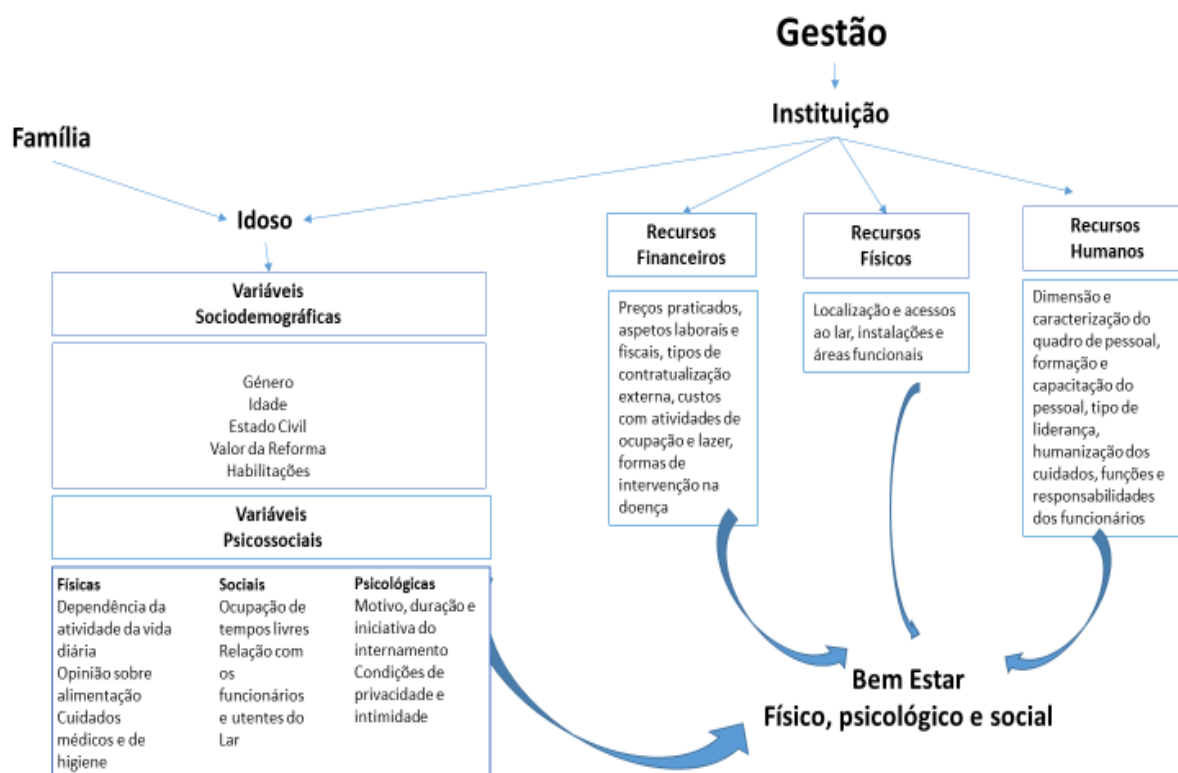 Gestão
Instituição
Família
Idoso
Variáveis
Sociodemográficas
Género
Idade
Estado Civil
Valor da Reforma
Habilitações
Variáveis
Psicossociais
Físicas
Dependência da
atividade da vida
diária
Opinião sobre
alimentação
Cuidados
médicos e de
higiene
Sociais
Ocupação de
tempos livres
Relação com
os
funcionários
e utentes do
Lar
Psicológicas
Motivo, duração e
iniciativa do
internamento
Condições de
privacidade e
intimidade
Recursos
Financeiros
Preços praticados,
aspetos laborais e
fiscais, tipos de
contratualização
externa, custos
com atividades de
ocupação e lazer,
formas de
intervenção na
doença
Recursos
Físicos
Localização e acessos
ao lar, instalações e
áreas funcionais
Recursos
Humanos
Dimensão e
caracterização do
quadro de pessoal,
formação e
capacitação do
pessoal, tipo de
liderança,
humanização dos
cuidados, funções e
responsabilidades
dos funcionários
Bem Estar
Físico, psicológico e social